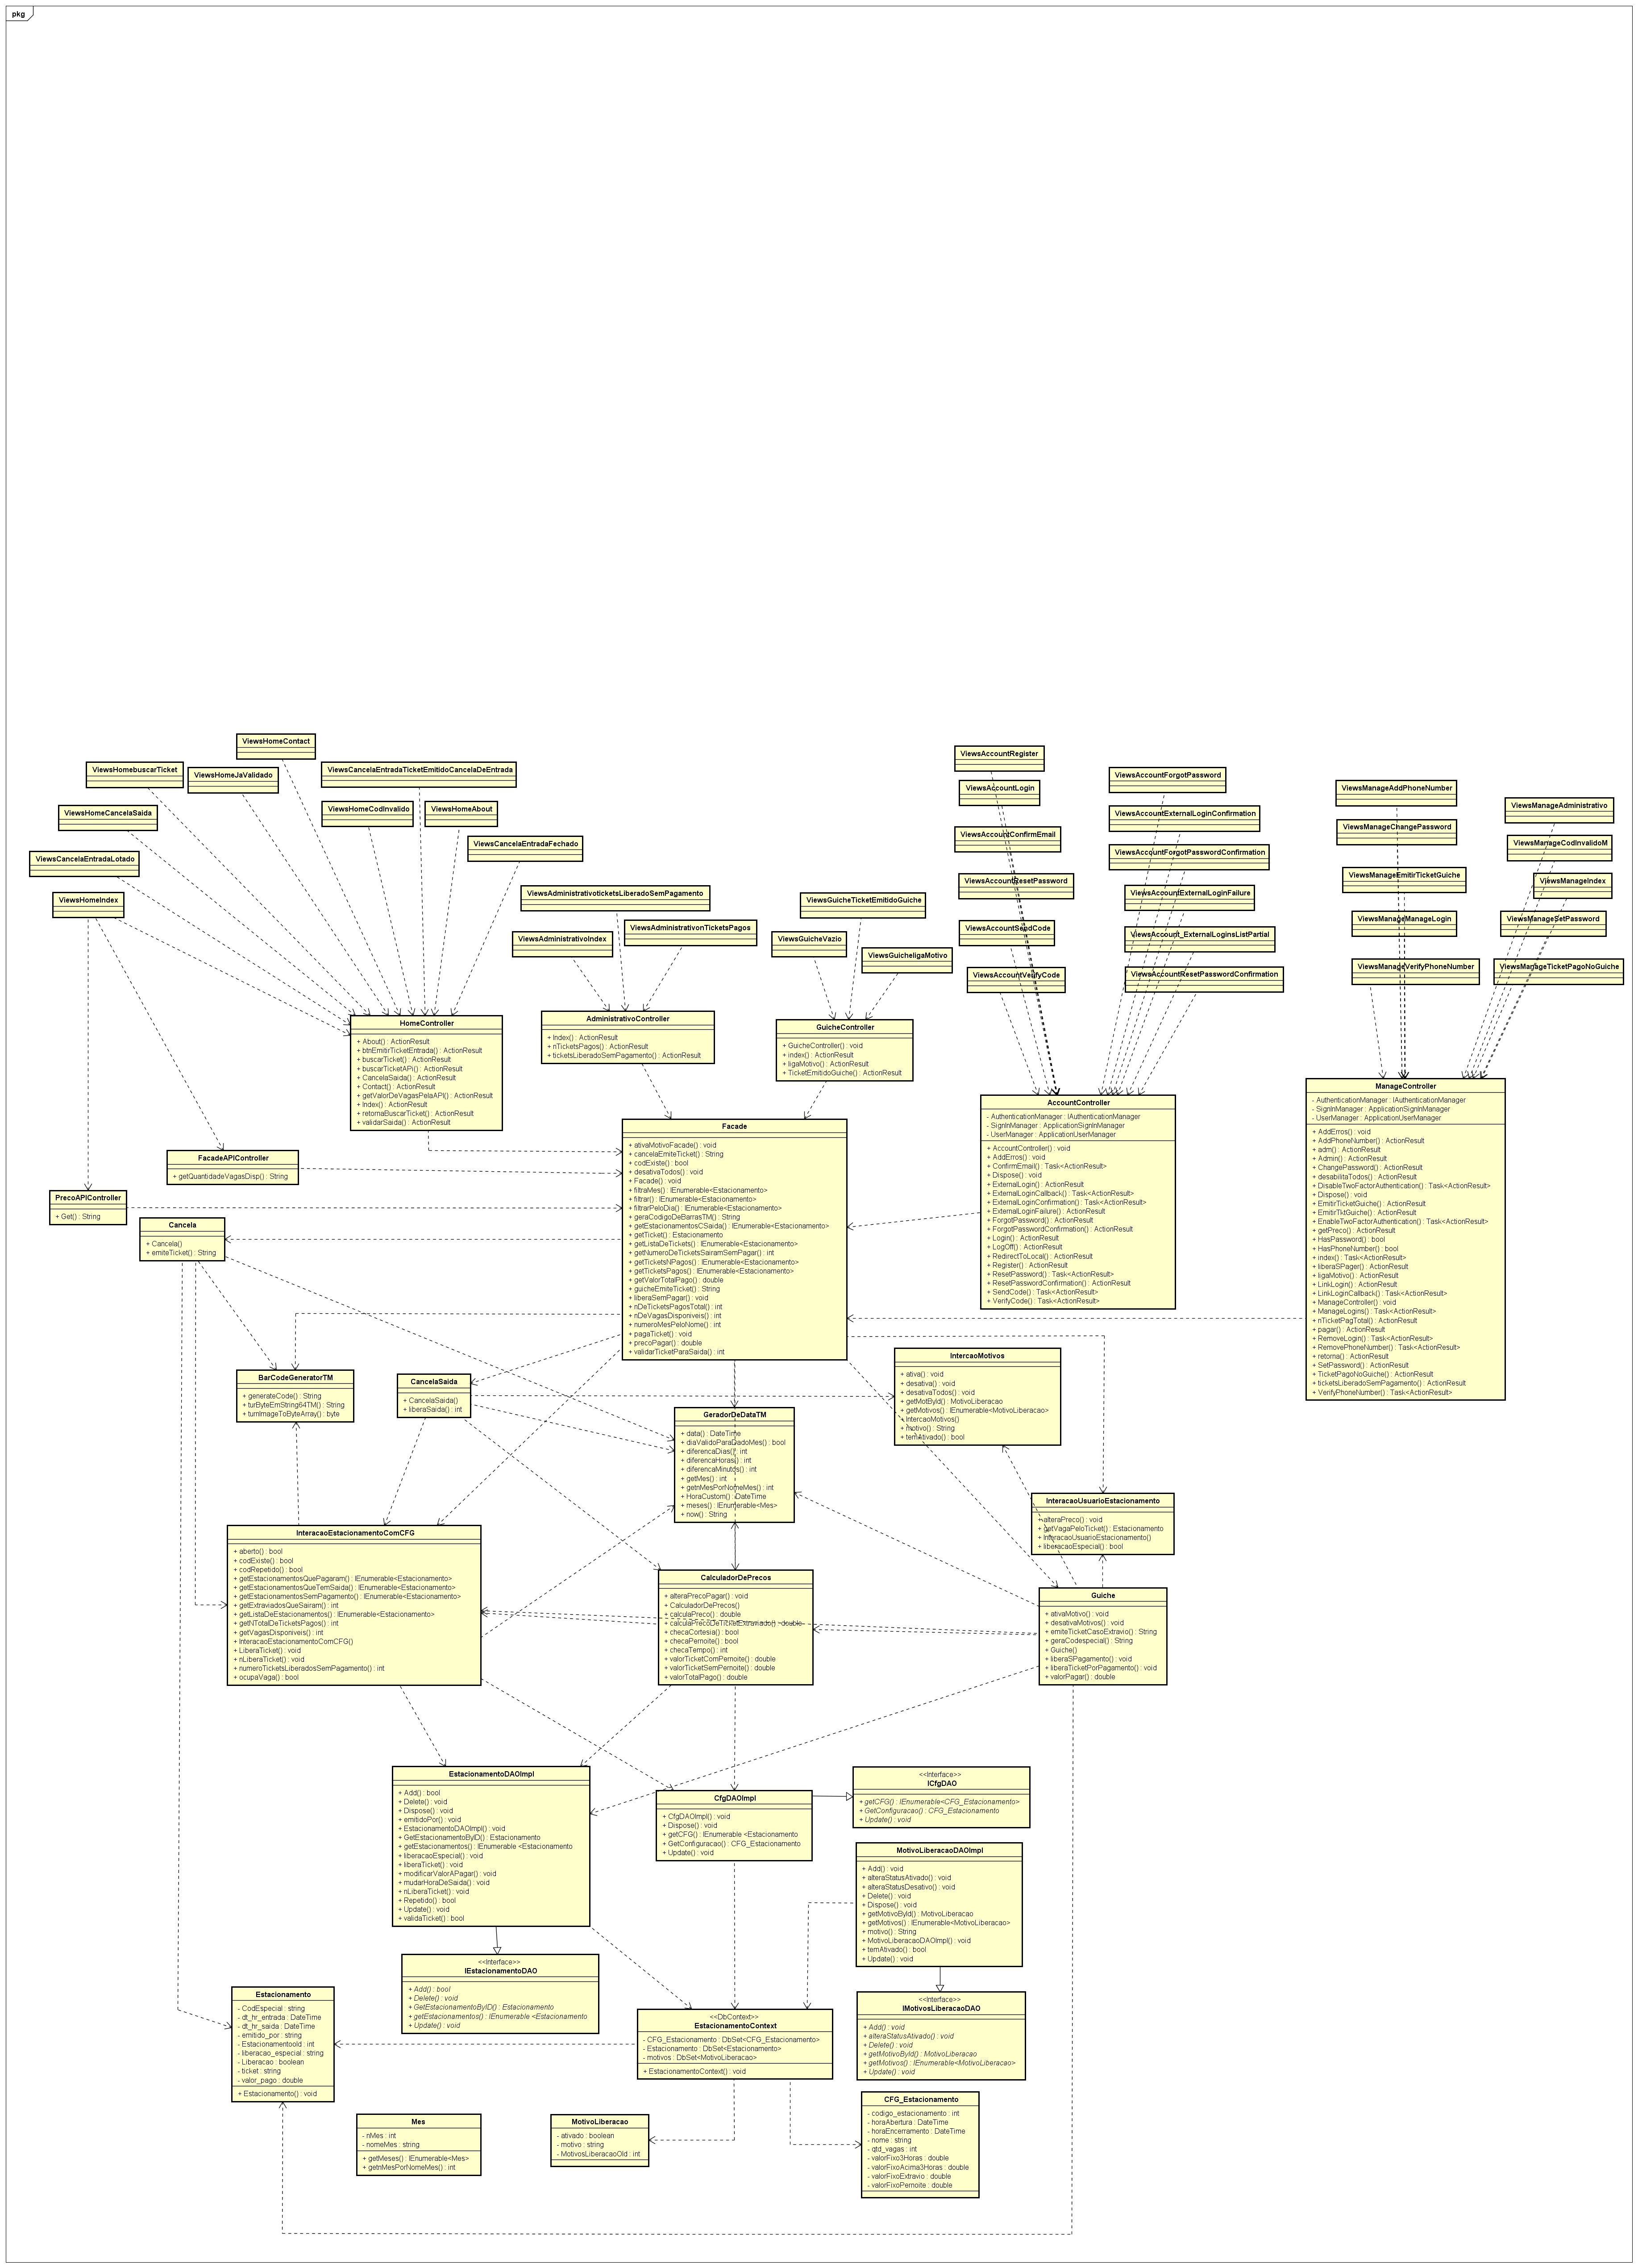 pkg
ViewsHomeContact
ViewsHomebuscarTicket
ViewsHomeJaValidado
ViewsCancelaEntradaTicketEmitidoCancelaDeEntrada
ViewsHomeCancelaSaida
ViewsHomeCodInvalido
ViewsHomeAbout
ViewsCancelaEntradaFechado
ViewsCancelaEntradaLotado
ViewsHomeIndex
ViewsAdministrativoticketsLiberadoSemPagamento
ViewsAdministrativoIndex
ViewsAdministrativonTicketsPagos
ViewsGuicheTicketEmitidoGuiche
ViewsGuicheVazio
ViewsGuicheligaMotivo
ViewsAccountRegister
ViewsAccountLogin
ViewsAccountConfirmEmail
ViewsAccountResetPassword
ViewsAccountSendCode
ViewsAccountVerifyCode
ViewsAccountForgotPassword
ViewsAccountExternalLoginConfirmation
ViewsAccountForgotPasswordConfirmation
ViewsAccountExternalLoginFailure
ViewsAccount_ExternalLoginsListPartial
ViewsAccountResetPasswordConfirmation
ViewsManageAddPhoneNumber
ViewsManageChangePassword
ViewsManageEmitirTicketGuiche
ViewsManageManageLogin
ViewsManageVerifyPhoneNumber
ViewsManageAdministrativo
ViewsManageCodInvalidoM
ViewsManageIndex
ViewsManageSetPassword
ViewsManageTicketPagoNoGuiche
HomeController
+ About() : ActionResult
+ btnEmitirTicketEntrada() : ActionResult
+ buscarTicket() : ActionResult
+ buscarTicketAPi() : ActionResult
+ CancelaSaida() : ActionResult
+ Contact() : ActionResult
+ getValorDeVagasPelaAPI() : ActionResult
+ Index() : ActionResult
+ retornaBuscarTicket() : ActionResult
+ validarSaida() : ActionResult
AdministrativoController
+ Index() : ActionResult
+ nTicketsPagos() : ActionResult
+ ticketsLiberadoSemPagamento() : ActionResult
GuicheController
+ GuicheController() : void
+ index() : ActionResult
+ ligaMotivo() : ActionResult
+ TicketEmitidoGuiche() : ActionResult
AccountController
- AuthenticationManager : IAuthenticationManager
- SignInManager : ApplicationSignInManager
- UserManager : ApplicationUserManager
+ AccountController() : void
+ AddErros() : void
+ ConfirmEmail() : Task<ActionResult>
+ Dispose() : void
+ ExternalLogin() : ActionResult
+ ExternalLoginCallback() : Task<ActionResult>
+ ExternalLoginConfirmation() : Task<ActionResult>
+ ExternalLoginFailure() : ActionResult
+ ForgotPassword() : ActionResult
+ ForgotPasswordConfirmation() : ActionResult
+ Login() : ActionResult
+ LogOff() : ActionResult
+ RedirectToLocal() : ActionResult
+ Register() : ActionResult
+ ResetPassword() : Task<ActionResult>
+ ResetPasswordConfirmation() : ActionResult
+ SendCode() : Task<ActionResult>
+ VerifyCode() : Task<ActionResult>
ManageController
- AuthenticationManager : IAuthenticationManager
- SignInManager : ApplicationSignInManager
- UserManager : ApplicationUserManager
+ AddErros() : void
+ AddPhoneNumber() : ActionResult
+ adm() : ActionResult
+ Admin() : ActionResult
+ ChangePassword() : ActionResult
+ desabilitaTodos() : ActionResult
+ DisableTwoFactorAuthentication() : Task<ActionResult>
+ Dispose() : void
+ EmitirTicketGuiche() : ActionResult
+ EmitirTktGuiche() : ActionResult
+ EnableTwoFactorAuthentication() : Task<ActionResult>
+ getPreco() : ActionResult
+ HasPassword() : bool
+ HasPhoneNumber() : bool
+ index() : Task<ActionResult>
+ liberaSPager() : ActionResult
+ ligaMotivo() : ActionResult
+ LinkLogin() : ActionResult
+ LinkLoginCallback() : Task<ActionResult>
+ ManageController() : void
+ ManageLogins() : Task<ActionResult>
+ nTicketPagTotal() : ActionResult
+ pagar() : ActionResult
+ RemoveLogin() : Task<ActionResult>
+ RemovePhoneNumber() : Task<ActionResult>
+ retorna() : ActionResult
+ SetPassword() : ActionResult
+ TicketPagoNoGuiche() : ActionResult
+ ticketsLiberadoSemPagamento() : ActionResult
+ VerifyPhoneNumber() : Task<ActionResult>
Facade
+ ativaMotivoFacade() : void
+ cancelaEmiteTicket() : String
+ codExiste() : bool
+ desativaTodos() : void
+ Facade() : void
+ filtraMes() : IEnumerable<Estacionamento>
+ filtrar() : IEnumerable<Estacionamento>
+ filtrarPeloDia() : IEnumerable<Estacionamento>
+ geraCodigoDeBarrasTM() : String
+ getEstacionamentosCSaida() : IEnumerable<Estacionamento>
+ getTicket() : Estacionamento
+ getListaDeTickets() : IEnumerable<Estacionamento>
+ getNumeroDeTicketsSairamSemPagar() : int
+ getTicketsNPagos() : IEnumerable<Estacionamento>
+ getTicketsPagos() : IEnumerable<Estacionamento>
+ getValorTotalPago() : double
+ guicheEmiteTicket() : String
+ liberaSemPagar() : void
+ nDeTicketsPagosTotal() : int
+ nDeVagasDisponiveis() : int
+ numeroMesPeloNome() : int
+ pagaTicket() : void
+ precoPagar() : double
+ validarTicketParaSaida() : int
FacadeAPIController
+ getQuantidadeVagasDisp() : String
PrecoAPIController
+ Get() : String
Cancela
+ Cancela()
+ emiteTicket() : String
BarCodeGeneratorTM
+ generateCode() : String
+ turByteEmString64TM() : String
+ turnImageToByteArray() : byte
CancelaSaida
+ CancelaSaida()
+ liberaSaida() : int
IntercaoMotivos
+ ativa() : void
+ desativa() : void
+ desativaTodos() : void
+ getMotById() : MotivoLiberacao
+ getMotivos() : IEnumerable<MotivoLiberacao>
+ IntercaoMotivos()
+ motivo() : String
+ temAtivado() : bool
GeradorDeDataTM
+ data() : DateTime
+ diaValidoParaDadoMes() : bool
+ diferencaDias() : int
+ diferencaHoras() : int
+ diferencaMinutos() : int
+ getMes() : int
+ getnMesPorNomeMes() : int
+ HoraCustom() : DateTime
+ meses() : IEnumerable<Mes>
+ now() : String
InteracaoUsuarioEstacionamento
+ alteraPreco() : void
+ getVagaPeloTicket() : Estacionamento
+ InteracaoUsuarioEstacionamento()
+ liberacaoEspecial() : bool
InteracaoEstacionamentoComCFG
+ aberto() : bool
+ codExiste() : bool
+ codRepetido() : bool
+ getEstacionamentosQuePagaram() : IEnumerable<Estacionamento>
+ getEstacionamentosQueTemSaida() : IEnumerable<Estacionamento>
+ getEstacionamentosSemPagamento() : IEnumerable<Estacionamento>
+ getExtraviadosQueSairam() : int
+ getListaDeEstacionamentos() : IEnumerable<Estacionamento>
+ getNTotalDeTicketsPagos() : int
+ getVagasDisponiveis() : int
+ InteracaoEstacionamentoComCFG()
+ LiberaTicket() : void
+ nLiberaTicket() : void
+ numeroTicketsLiberadosSemPagamento() : int
+ ocupaVaga() : bool
CalculadorDePrecos
+ alteraPrecoPagar() : void
+ CalculadorDePrecos()
+ calculaPreco() : double
+ calculaPrecoDeTicketExtraviado() : double
+ checaCortesia() : bool
+ checaPernoite() : bool
+ checaTempo() : int
+ valorTicketComPernoite() : double
+ valorTicketSemPernoite() : double
+ valorTotalPago() : double
Guiche
+ ativaMotivo() : void
+ desativaMotivos() : void
+ emiteTicketCasoExtravio() : String
+ geraCodespecial() : String
+ Guiche()
+ liberaSPagamento() : void
+ liberaTicketPorPagamento() : void
+ valorPagar() : double
EstacionamentoDAOImpl
+ Add() : bool
+ Delete() : void
+ Dispose() : void
+ emitidoPor() : void
+ EstacionamentoDAOImpl() : void
+ GetEstacionamentoByID() : Estacionamento
+ getEstacionamentos() : IEnumerable <Estacionamento
+ liberacaoEspecial() : void
+ liberaTicket() : void
+ modificarValorAPagar() : void
+ mudarHoraDeSaida() : void
+ nLiberaTicket() : void
+ Repetido() : bool
+ Update() : void
+ validaTicket() : bool
CfgDAOImpl
+ CfgDAOImpl() : void
+ Dispose() : void
+ getCFG() : IEnumerable <Estacionamento
+ GetConfiguracao() : CFG_Estacionamento
+ Update() : void
<<Interface>>
ICfgDAO
+ getCFG() : IEnumerable<CFG_Estacionamento>
+ GetConfiguracao() : CFG_Estacionamento
+ Update() : void
MotivoLiberacaoDAOImpl
+ Add() : void
+ alteraStatusAtivado() : void
+ alteraStatusDesativo() : void
+ Delete() : void
+ Dispose() : void
+ getMotivoById() : MotivoLiberacao
+ getMotivos() : IEnumerable<MotivoLiberacao>
+ motivo() : String
+ MotivoLiberacaoDAOImpl() : void
+ temAtivado() : bool
+ Update() : void
<<Interface>>
IEstacionamentoDAO
+ Add() : bool
+ Delete() : void
+ GetEstacionamentoByID() : Estacionamento
+ getEstacionamentos() : IEnumerable <Estacionamento
+ Update() : void
Estacionamento
- CodEspecial : string
- dt_hr_entrada : DateTime
- dt_hr_saida : DateTime
- emitido_por : string
- EstacionamentooId : int
- liberacao_especial : string
- Liberacao : boolean
- ticket : string
- valor_pago : double
+ Estacionamento() : void
<<DbContext>>
EstacionamentoContext
- CFG_Estacionamento : DbSet<CFG_Estacionamento>
- Estacionamento : DbSet<Estacionamento>
- motivos : DbSet<MotivoLiberacao>
+ EstacionamentoContext() : void
<<Interface>>
IMotivosLiberacaoDAO
+ Add() : void
+ alteraStatusAtivado() : void
+ Delete() : void
+ getMotivoById() : MotivoLiberacao
+ getMotivos() : IEnumerable<MotivoLiberacao>
+ Update() : void
Mes
- nMes : int
- nomeMes : string
+ getMeses() : IEnumerable<Mes>
+ getnMesPorNomeMes() : int
MotivoLiberacao
- ativado : boolean
- motivo : string
- MotivosLiberacaoOId : int
CFG_Estacionamento
- codigo_estacionamento : int
- horaAbertura : DateTime
- horaEncerramento : DateTime
- nome : string
- qtd_vagas : int
- valorFixo3Horas : double
- valorFixoAcima3Horas : double
- valorFixoExtravio : double
- valorFixoPernoite : double